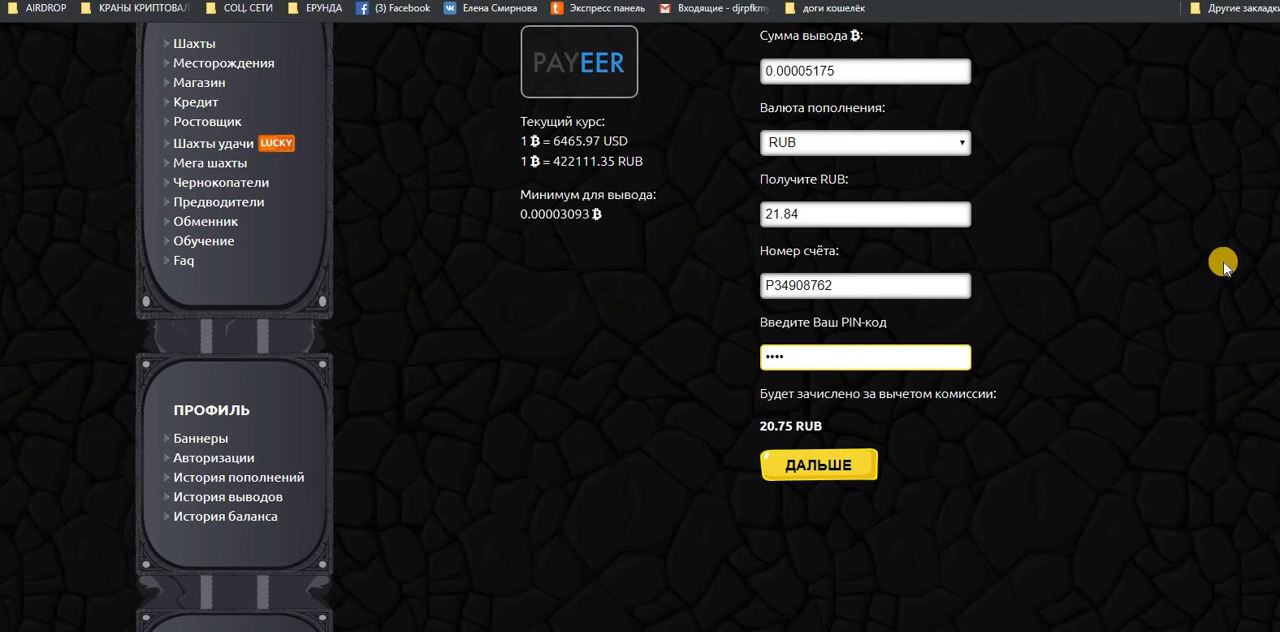 AIRDROP КРАНЫ КРИПТОВАЛ СОЦ. СЕТИ ЕРУНДА (3) Facebook Елена Смирнова Экспресс панель Входящие - djrpfkm доги кошелёк Другие закладки
Шахты
Месторождения
Магазин
Кредит
Ростовщик
Шахты удачи LUCKY
Мега шахты
Чернокопатели
Предводители
Обменник
Обучение
Faq
ПРОФИЛЬ
Баннеры
Авторизации
История пополнений
История выводов
История баланса
PAYEER
Текущий курс:
1 ₿ = 6465.97 USD
1 ₿ = 422111.35 RUB
Минимум для вывода:
0.00003093 ₿
Сумма вывода ₿:
0.00005175
Валюта пополнения:
RUB
Получите RUB:
21.84
Номер счёта:
P34908762
Введите Ваш PIN-код
••••
Будет зачислено за вычетом комиссии:
20.75 RUB
ДАЛЬШЕ